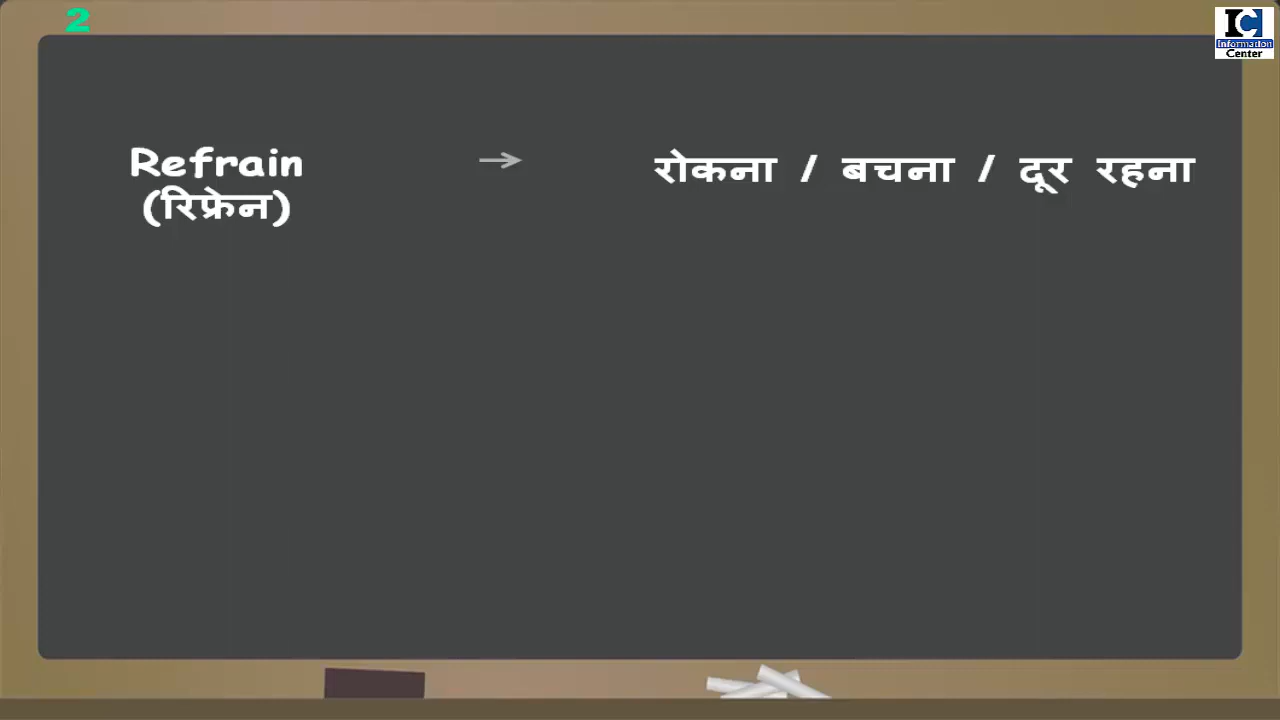 2
IC
Information
Center
Refrain → रोकना / बचना / दूर रहना
(रिफ्रेन)